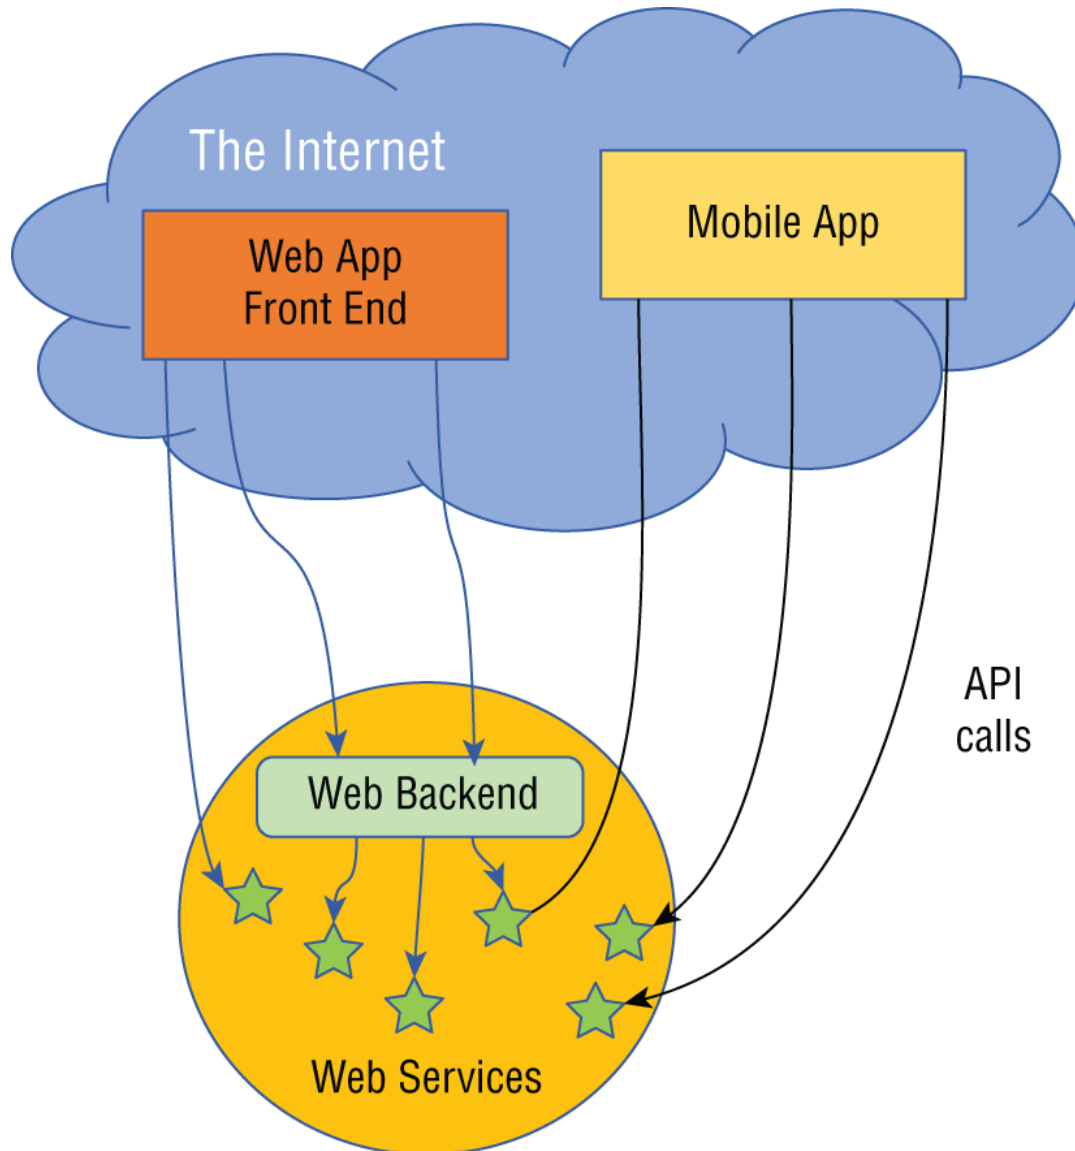 The Internet
Mobile App
Web App
Front End
API
calls
Web Backend
Web Services